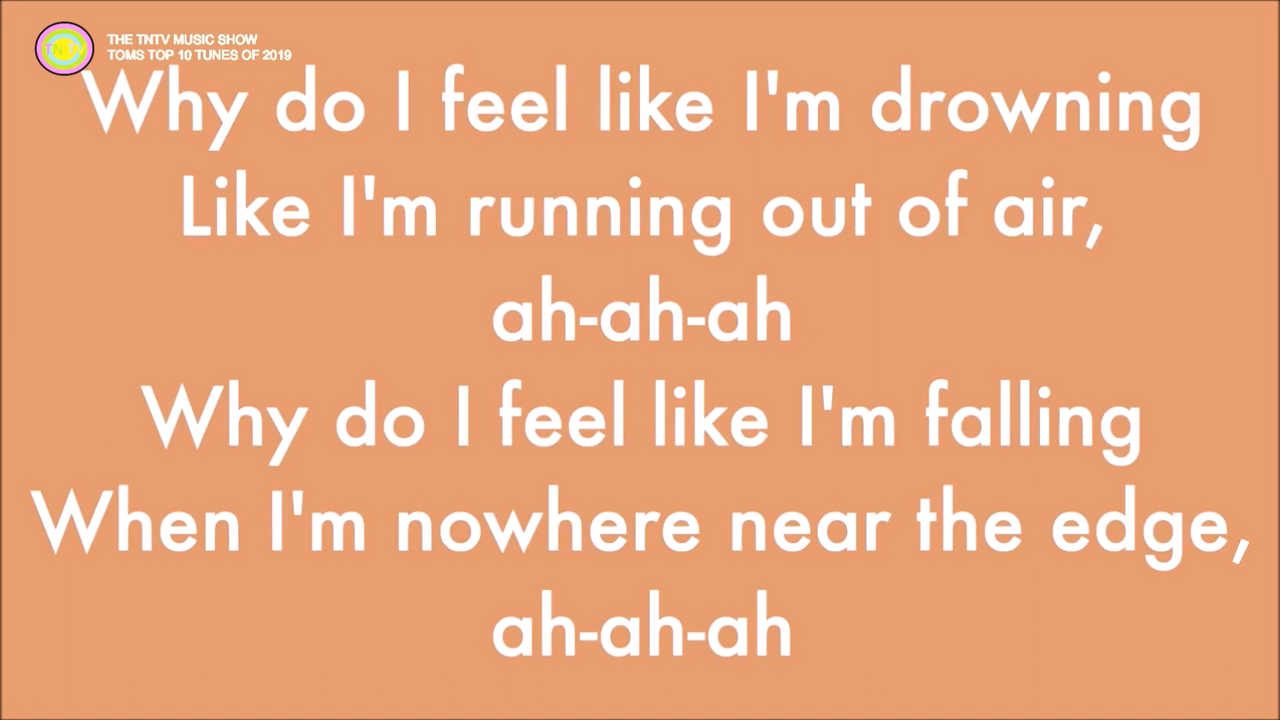 TNTV
THE TNTV MUSIC SHOW
TOMS TOP 10 TUNES OF 2019
Why do I feel like I'm drowning
Like I'm running out of air,
ah-ah-ah
Why do I feel like I'm falling
When I'm nowhere near the edge,
ah-ah-ah